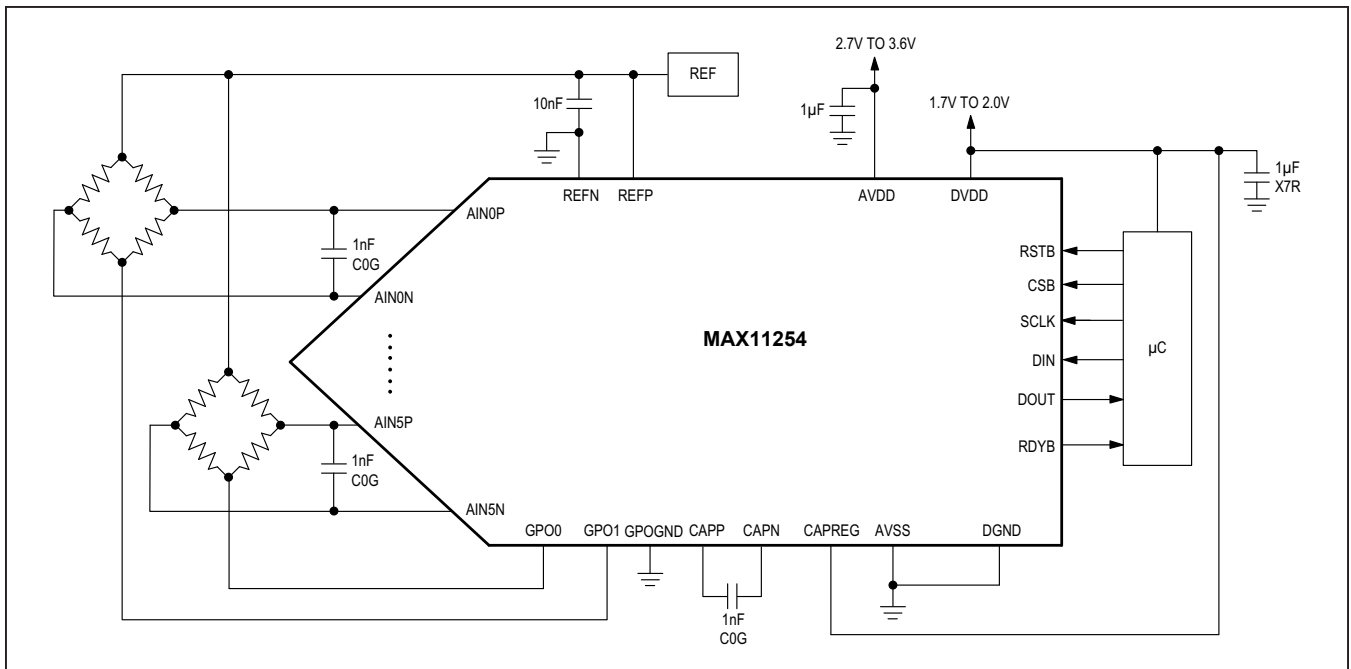 2.7V TO 3.6V
REF
1µF
10nF
1.7V TO 2.0V
1µF
X7R
REFN
REFP
AVDD
DVDD
AIN0P
1nF
C0G
AIN0N
RSTB
CSB
SCLK
DIN
DOUT
RDYB
µC
MAX11254
AIN5P
1nF
C0G
AIN5N
GPO0
GPO1
GPOGND
CAPP
CAPN
CAPREG
AVSS
DGND
1nF
C0G